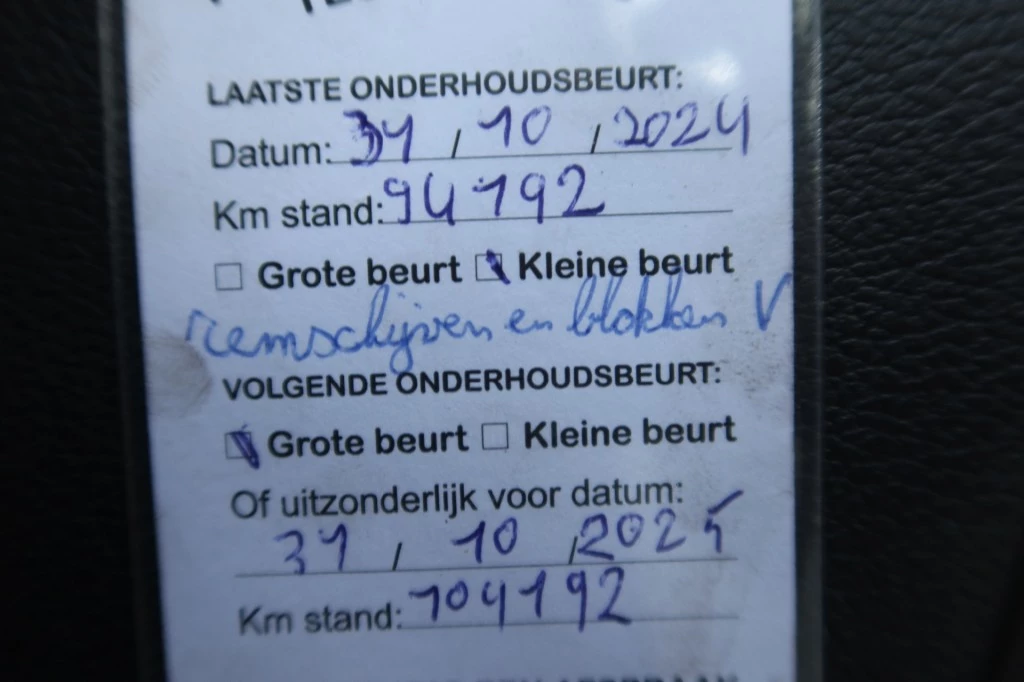 LAATSTE ONDERHOUDSBEURT:
Datum: 31 / 10 / 2024
Km stand: 94192
Grote beurt Kleine beurt
remschijven en blokken V
VOLGENDE ONDERHOUDSBEURT:
Grote beurt Kleine beurt
Of uitzonderlijk voor datum:
31 / 10 / 2025
Km stand: 104192